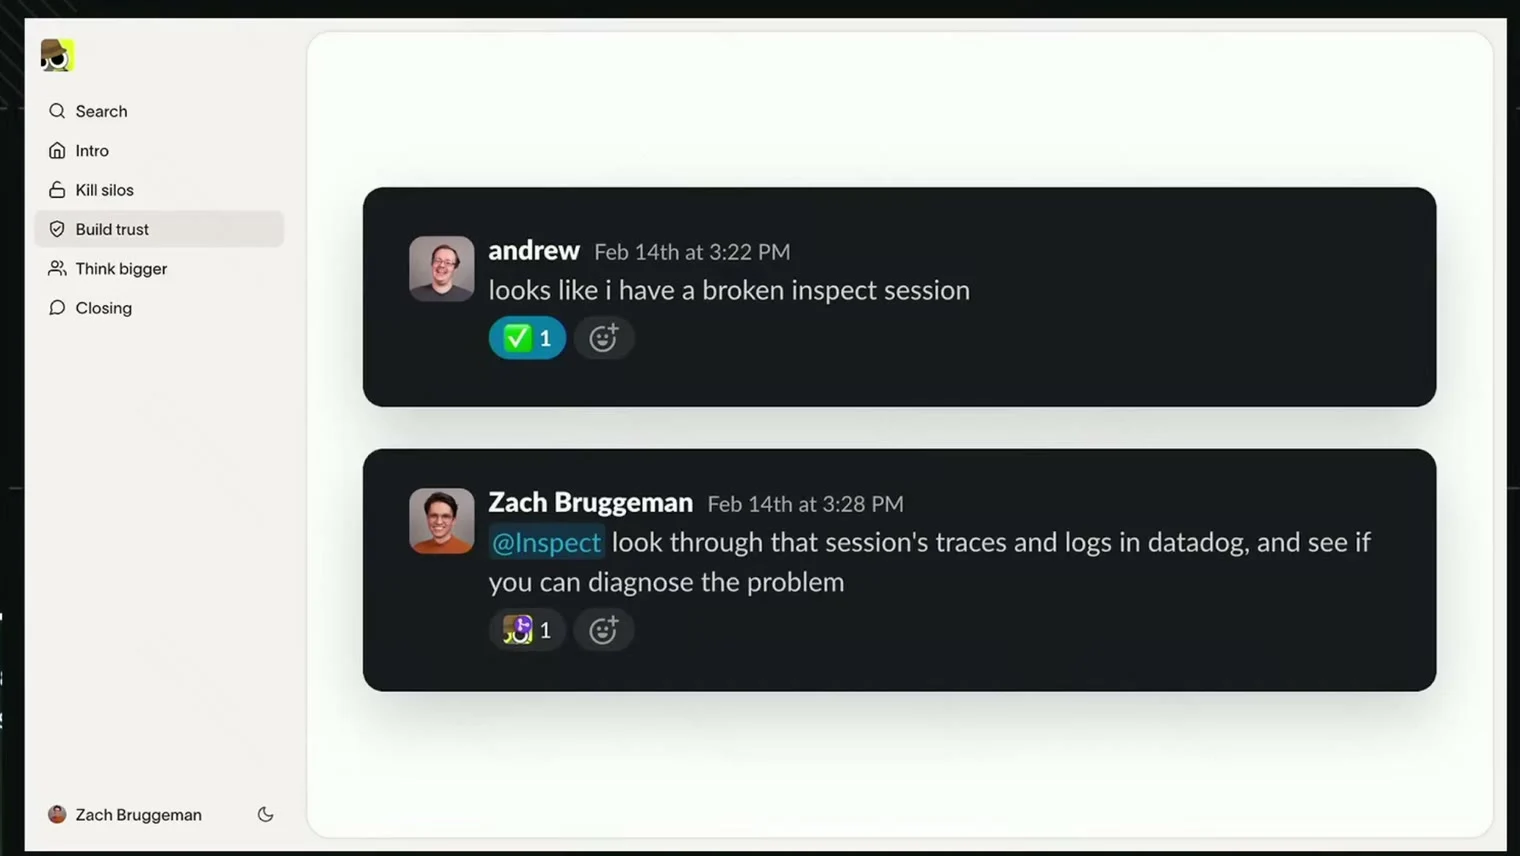 Search
Intro
Kill silos
Build trust
Think bigger
Closing
Zach Bruggeman
andrew Feb 14th at 3:22 PM
looks like i have a broken inspect session
1
Zach Bruggeman Feb 14th at 3:28 PM
@Inspect look through that session's traces and logs in datadog, and see if
you can diagnose the problem
1